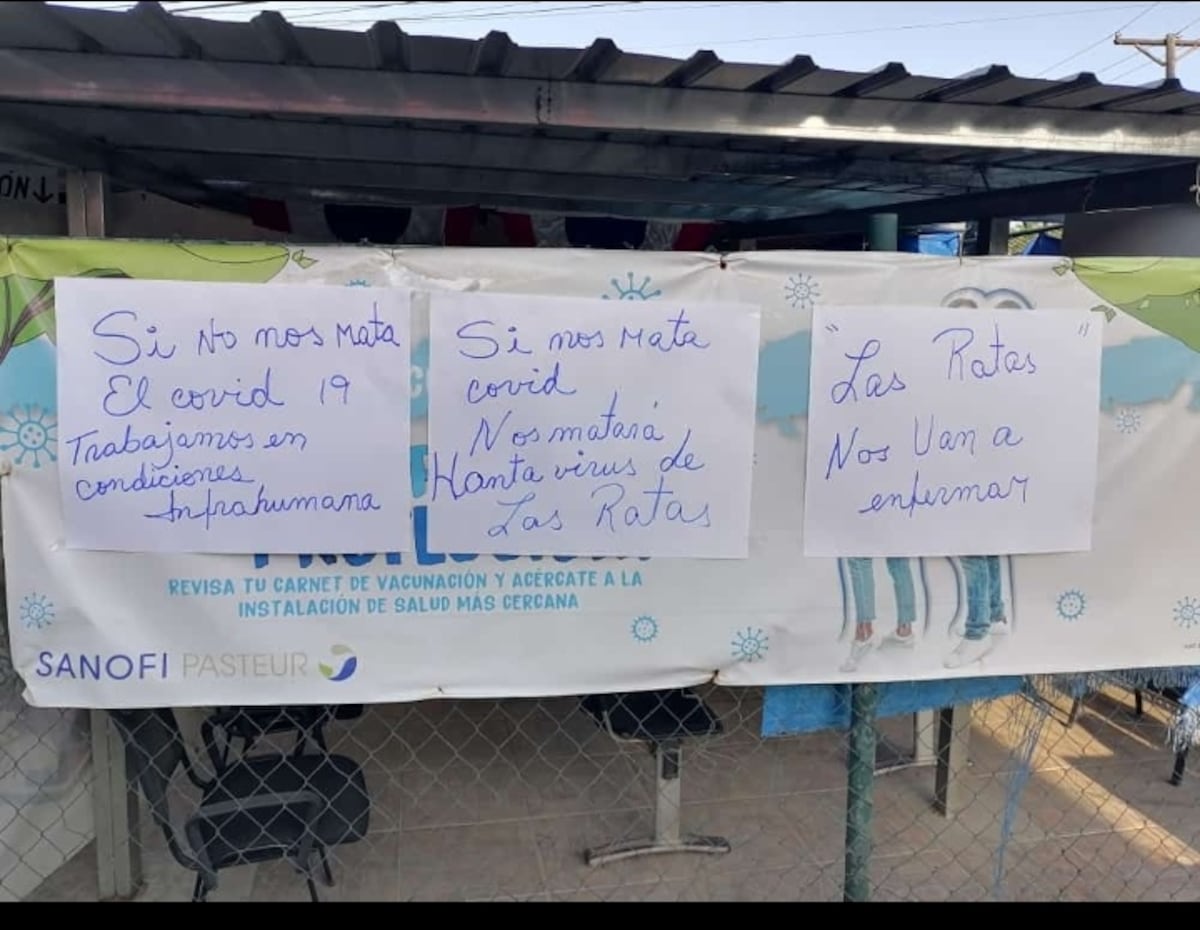 Si No nos Mata
El covid 19
Trabajamos en
condiciones
Infrahumana
Si nos Mata
covid
Nos matará
Hanta virus de
Las Ratas
"Las Ratas"
Nos Van a
enfermar
REVISA TU CARNET DE VACUNACIÓN Y ACÉRCATE A LA
INSTALACIÓN DE SALUD MÁS CERCANA
SANOFI PASTEUR